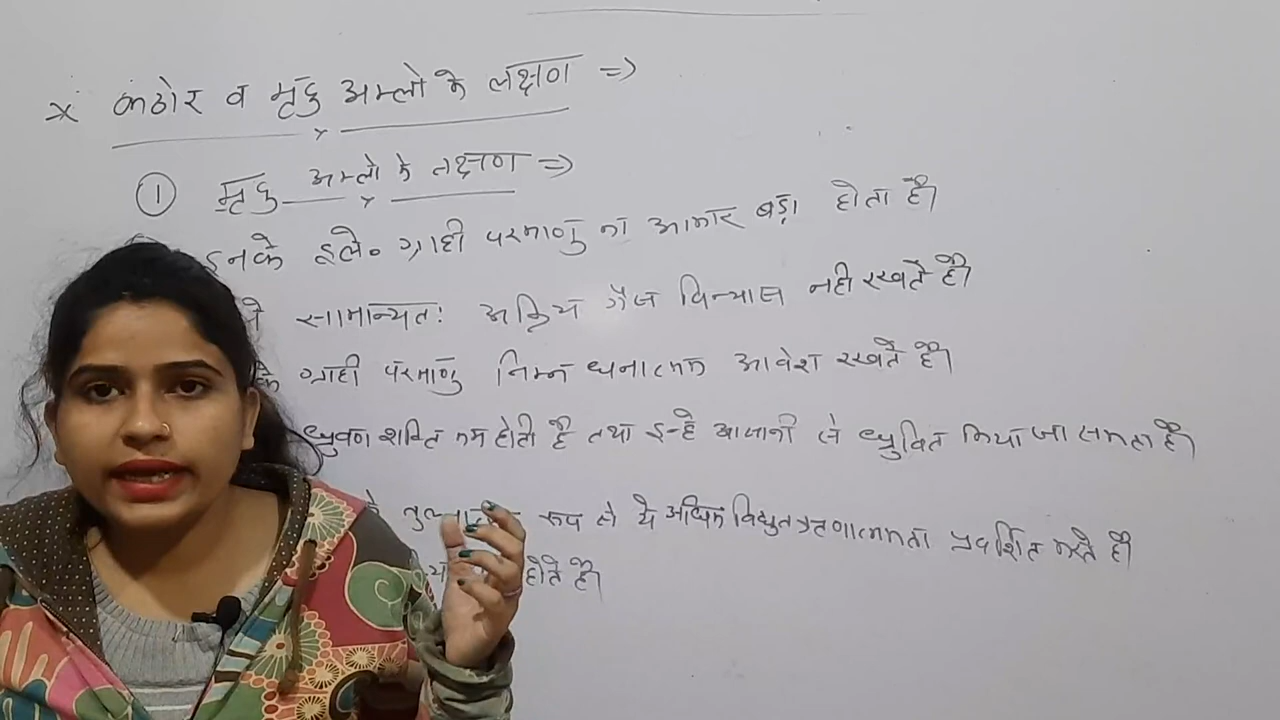 x कठोर व मृदु अम्लो के लक्षण =>
① मृदु अम्लो के लक्षण =>
इनके इले० ग्राही परमाणु का आकार बड़ा होता है।
सामान्यत: अक्रिय गैस विन्यास नही रखते है।
ग्राही परमाणु निम्न धनात्मक आवेश रखते है।
ध्रुवण शक्ति कम होती है तथा इन्हे आसानी से ध्रुवित किया जा सकता है।
रूप से ये अधिक विद्युतऋणात्मकता प्रदर्शित करते है।
होते है।